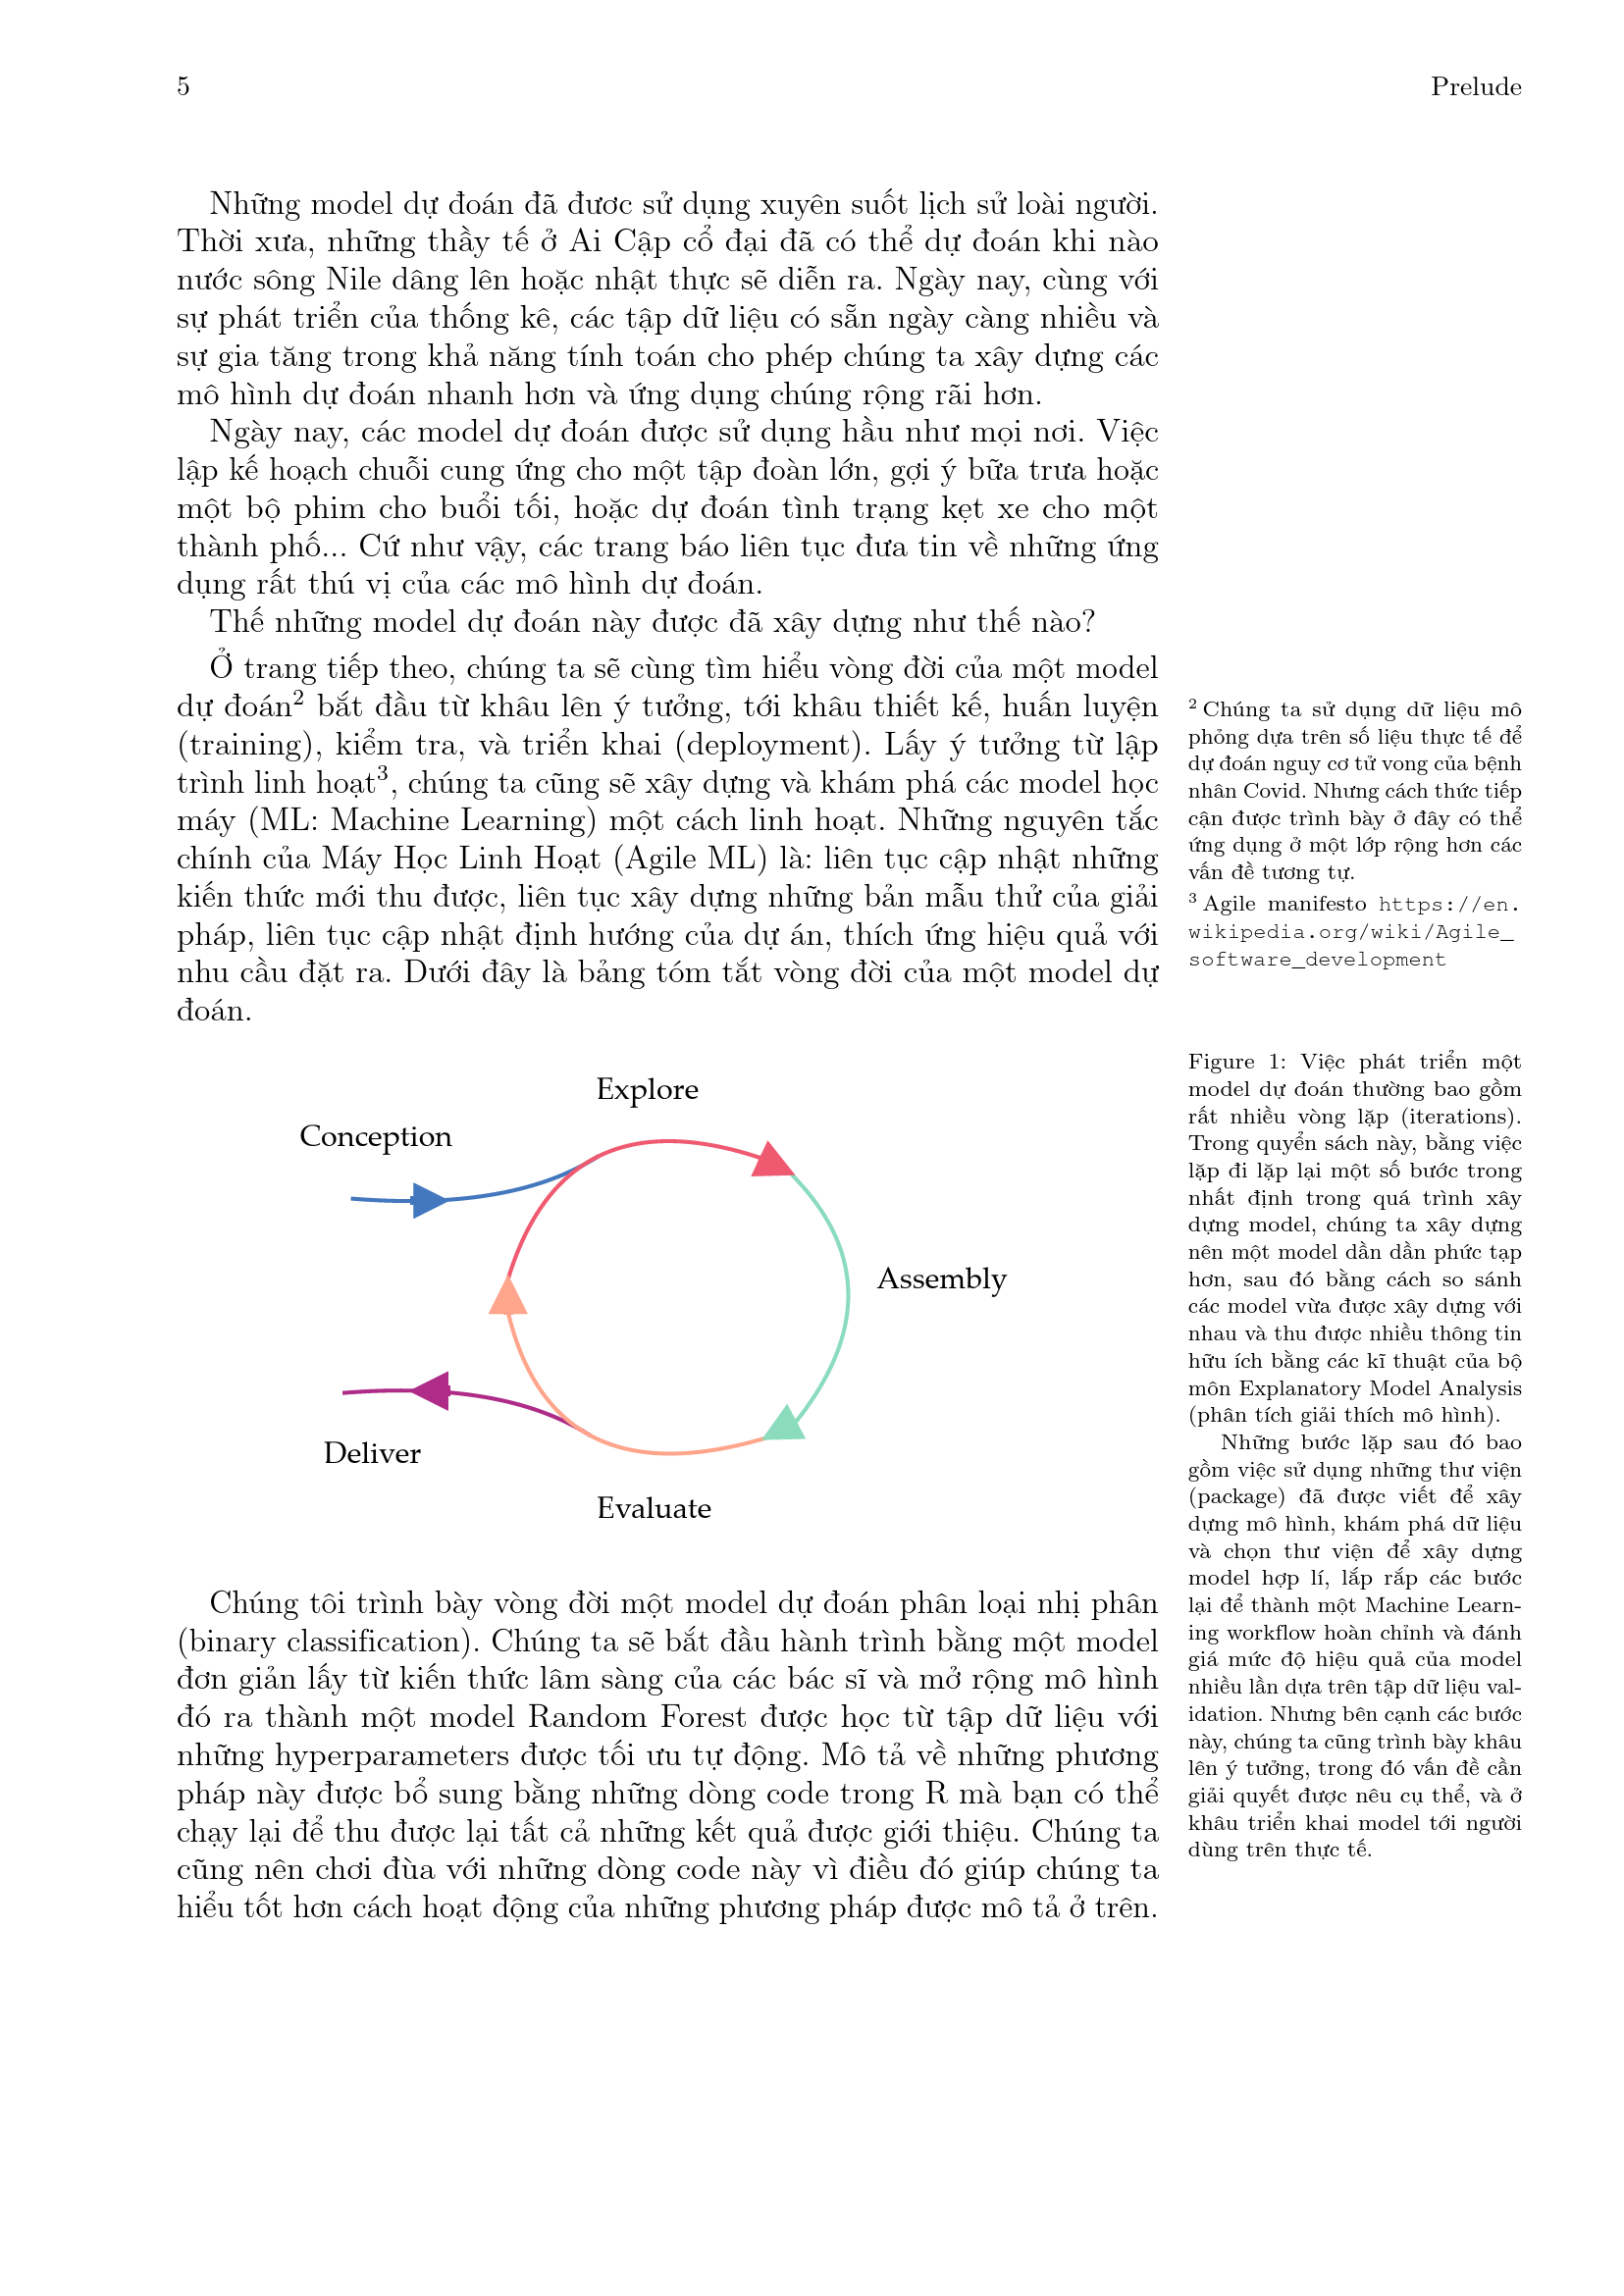 5
Prelude
Những model dự đoán đã đươc sử dụng xuyên suốt lịch sử loài người.
Thời xưa, những thầy tế ở Ai Cập cổ đại đã có thể dự đoán khi nào
nước sông Nile dâng lên hoặc nhật thực sẽ diễn ra. Ngày nay, cùng với
sự phát triển của thống kê, các tập dữ liệu có sẵn ngày càng nhiều và
sự gia tăng trong khả năng tính toán cho phép chúng ta xây dựng các
mô hình dự đoán nhanh hơn và ứng dụng chúng rộng rãi hơn.
Ngày nay, các model dự đoán được sử dụng hầu như mọi nơi. Việc
lập kế hoạch chuỗi cung ứng cho một tập đoàn lớn, gợi ý bữa trưa hoặc
một bộ phim cho buổi tối, hoặc dự đoán tình trạng kẹt xe cho một
thành phố... Cứ như vậy, các trang báo liên tục đưa tin về những ứng
dụng rất thú vị của các mô hình dự đoán.
Thế những model dự đoán này được đã xây dựng như thế nào?
Ở trang tiếp theo, chúng ta sẽ cùng tìm hiểu vòng đời của một model
dự đoán² bắt đầu từ khâu lên ý tưởng, tới khâu thiết kế, huấn luyện
(training), kiểm tra, và triển khai (deployment). Lấy ý tưởng từ lập
trình linh hoạt³, chúng ta cũng sẽ xây dựng và khám phá các model học
máy (ML: Machine Learning) một cách linh hoạt. Những nguyên tắc
chính của Máy Học Linh Hoạt (Agile ML) là: liên tục cập nhật những
kiến thức mới thu được, liên tục xây dựng những bản mẫu thử của giải
pháp, liên tục cập nhật định hướng của dự án, thích ứng hiệu quả với
nhu cầu đặt ra. Dưới đây là bảng tóm tắt vòng đời của một model dự
đoán.
² Chúng ta sử dụng dữ liệu mô
phỏng dựa trên số liệu thực tế để
dự đoán nguy cơ tử vong của bệnh
nhân Covid. Nhưng cách thức tiếp
cận được trình bày ở đây có thể
ứng dụng ở một lớp rộng hơn các
vấn đề tương tự.
³ Agile manifesto https://en.
wikipedia.org/wiki/Agile_
software_development
Explore
Conception
Assembly
Deliver
Evaluate
Figure 1: Việc phát triển một
model dự đoán thường bao gồm
rất nhiều vòng lặp (iterations).
Trong quyển sách này, bằng việc
lặp đi lặp lại một số bước trong
nhất định trong quá trình xây
dựng model, chúng ta xây dựng
nên một model dần dần phức tạp
hơn, sau đó bằng cách so sánh
các model vừa được xây dựng với
nhau và thu được nhiều thông tin
hữu ích bằng các kĩ thuật của bộ
môn Explanatory Model Analysis
(phân tích giải thích mô hình).
Những bước lặp sau đó bao
gồm việc sử dụng những thư viện
(package) đã được viết để xây
dựng mô hình, khám phá dữ liệu
và chọn thư viện để xây dựng
model hợp lí, lắp rắp các bước
lại để thành một Machine Learn-
ing workflow hoàn chỉnh và đánh
giá mức độ hiệu quả của model
nhiều lần dựa trên tập dữ liệu val-
idation. Nhưng bên cạnh các bước
này, chúng ta cũng trình bày khâu
lên ý tưởng, trong đó vấn đề cần
giải quyết được nêu cụ thể, và ở
khâu triển khai model tới người
dùng trên thực tế.
Chúng tôi trình bày vòng đời một model dự đoán phân loại nhị phân
(binary classification). Chúng ta sẽ bắt đầu hành trình bằng một model
đơn giản lấy từ kiến thức lâm sàng của các bác sĩ và mở rộng mô hình
đó ra thành một model Random Forest được học từ tập dữ liệu với
những hyperparameters được tối ưu tự động. Mô tả về những phương
pháp này được bổ sung bằng những dòng code trong R mà bạn có thể
chạy lại để thu được lại tất cả những kết quả được giới thiệu. Chúng ta
cũng nên chơi đùa với những dòng code này vì điều đó giúp chúng ta
hiểu tốt hơn cách hoạt động của những phương pháp được mô tả ở trên.